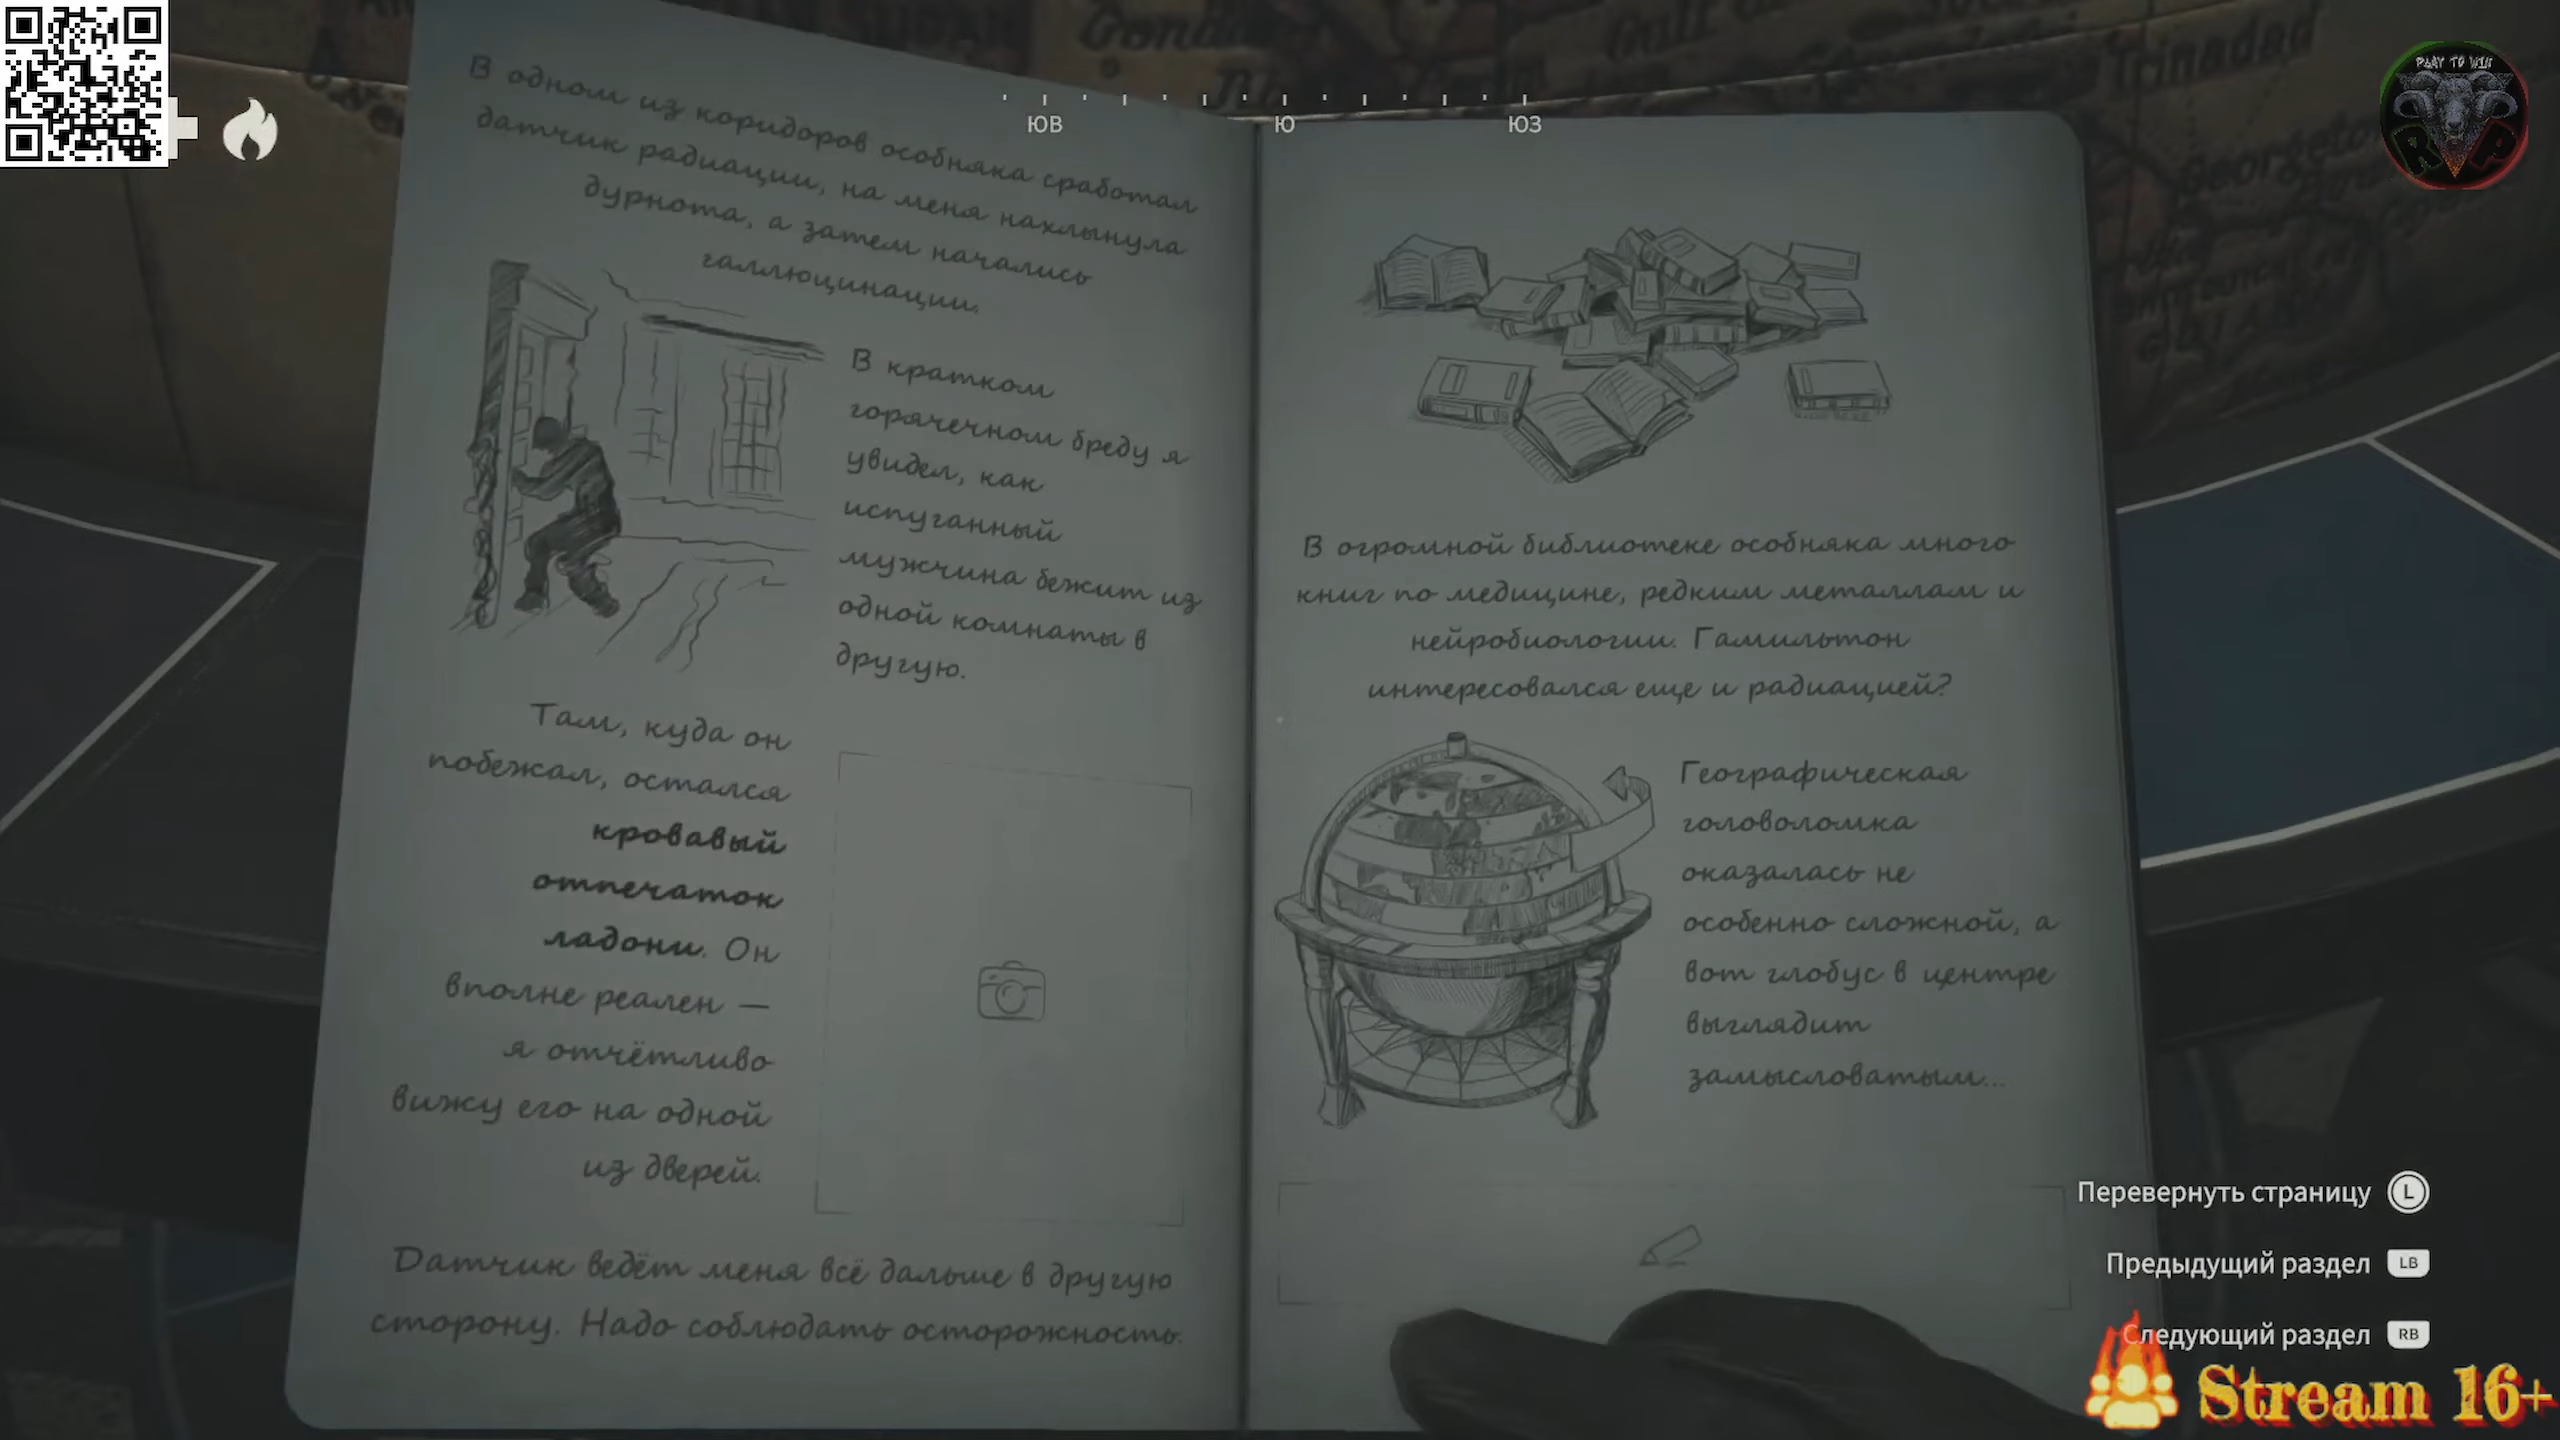 ЮВ
Ю
ЮЗ
PLAY TO WIN
В одном из коридоров особняка сработал
датчик радиации, на меня нахлынула
дурнота, а затем начались
галлюцинации.
В кратком
горячечном бреду я
увидел, как
испуганный
мужчина бежит из
одной комнаты в
другую.
Там, куда он
побежал, остался
кровавый
отпечаток
ладони. Он
вполне реален —
я отчётливо
вижу его на одной
из дверей.
Датчик ведёт меня всё дальше в другую
сторону. Надо соблюдать осторожность.
В огромной библиотеке особняка много
книг по медицине, редким металлам и
нейробиологии. Гамильтон
интересовался еще и радиацией?
Географическая
головоломка
оказалась не
особенно сложной, а
вот глобус в центре
выглядит
замысловатым...
Перевернуть страницу L
Предыдущий раздел LB
Следующий раздел RB
Stream 16+
Trinadad